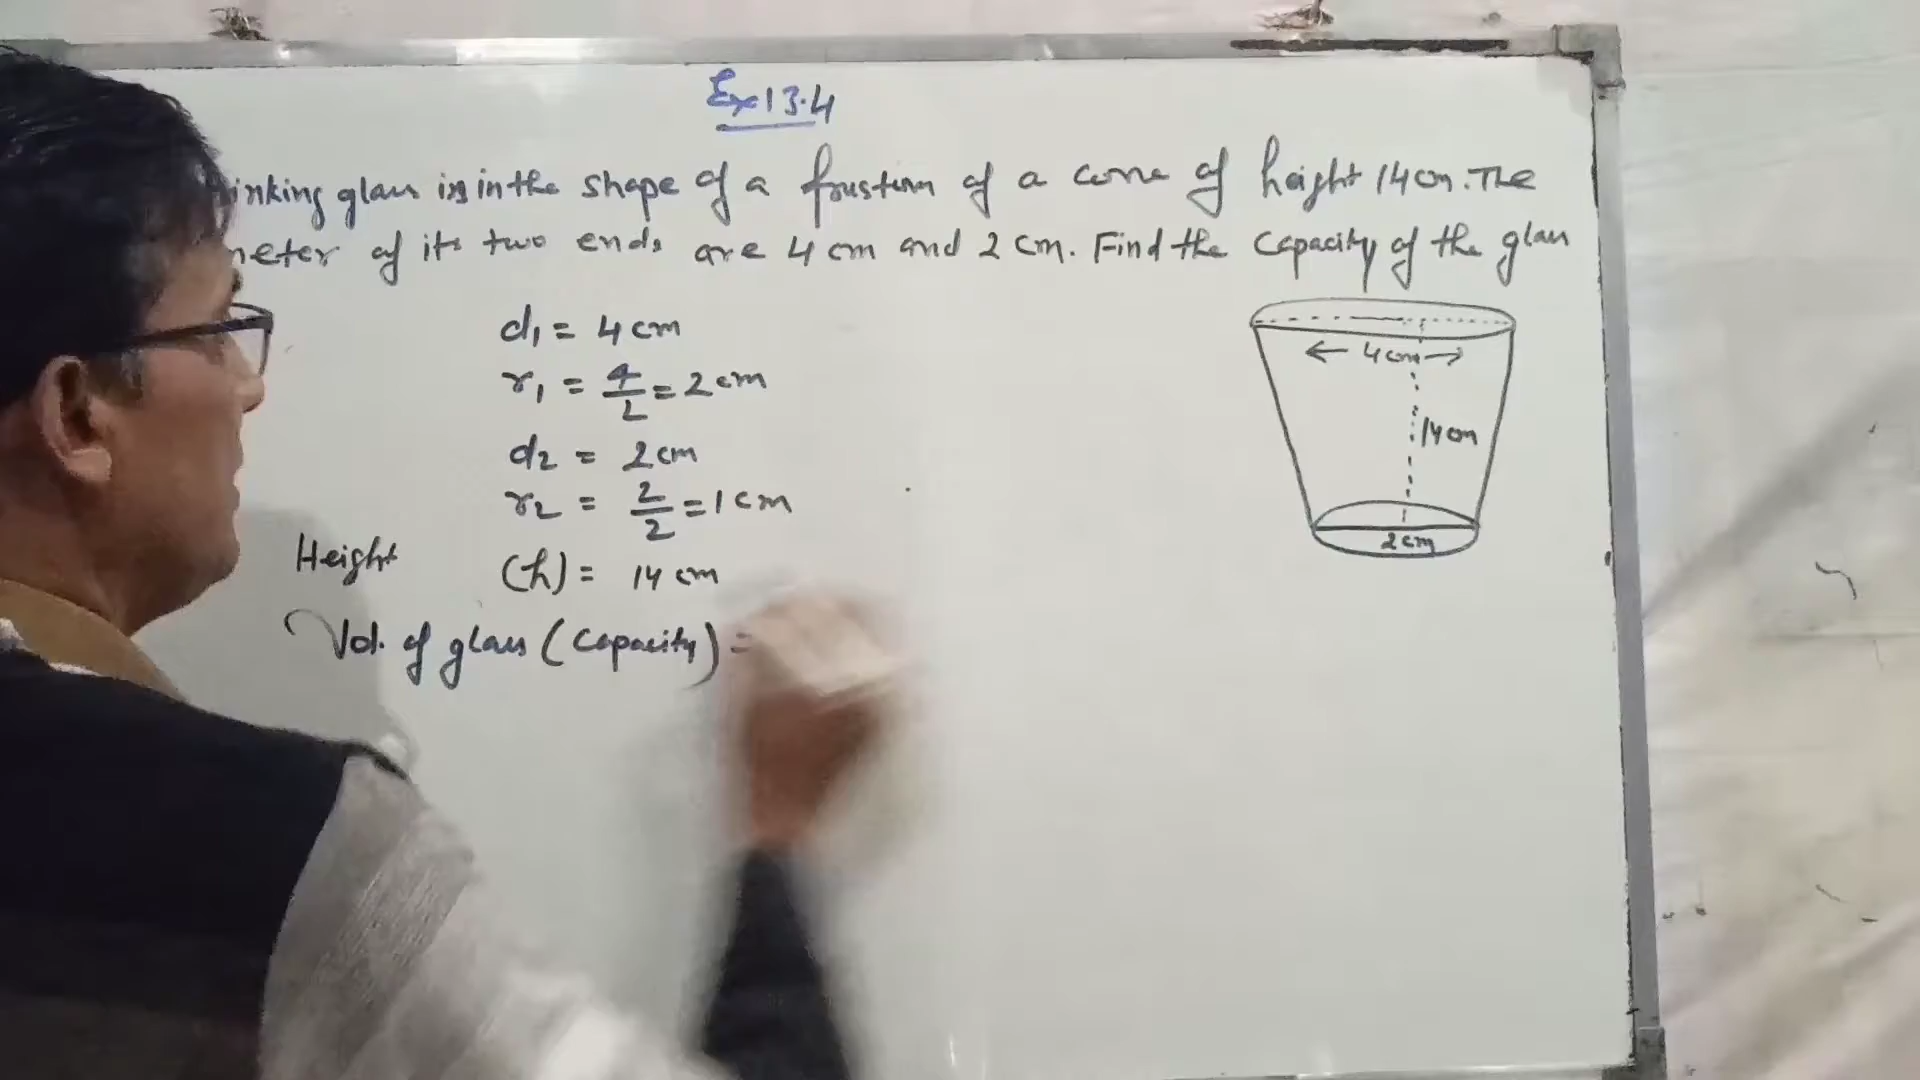 Ex 13.4
inking glass is in the shape of a frustum of a cone of height 14 cm. The
meter of its two ends are 4 cm and 2 cm. Find the Capacity of the glass
d₁ = 4 cm
r₁ = 4/2 = 2 cm
d₂ = 2 cm
r₂ = 2/2 = 1 cm
Height (h) = 14 cm
Vol. of glass (Capacity) =
4 cm
14 cm
2 cm